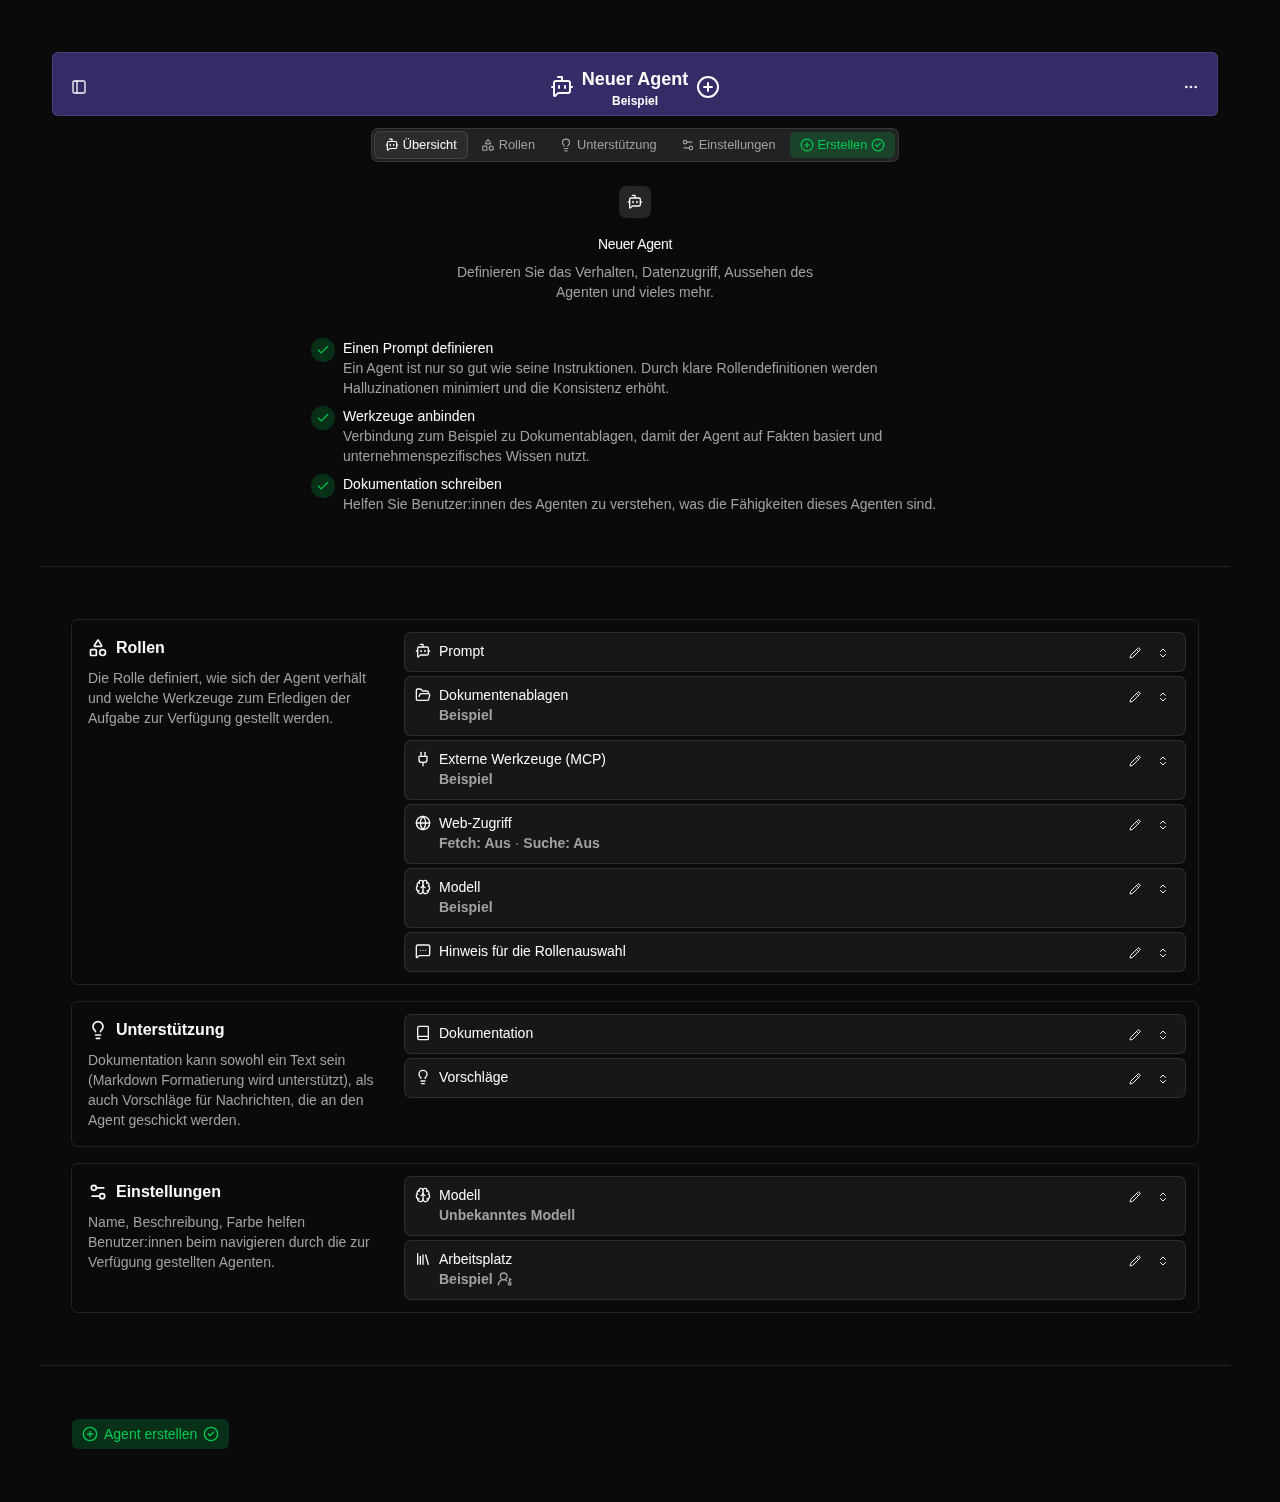 Neuer Agent
Beispiel
Übersicht
Rollen
Unterstützung
Einstellungen
Erstellen
Neuer Agent
Definieren Sie das Verhalten, Datenzugriff, Aussehen des
Agenten und vieles mehr.
Einen Prompt definieren
Ein Agent ist nur so gut wie seine Instruktionen. Durch klare Rollendefinitionen werden
Halluzinationen minimiert und die Konsistenz erhöht.
Werkzeuge anbinden
Verbindung zum Beispiel zu Dokumentablagen, damit der Agent auf Fakten basiert und
unternehmenspezifisches Wissen nutzt.
Dokumentation schreiben
Helfen Sie Benutzer:innen des Agenten zu verstehen, was die Fähigkeiten dieses Agenten sind.
Rollen
Die Rolle definiert, wie sich der Agent verhält
und welche Werkzeuge zum Erledigen der
Aufgabe zur Verfügung gestellt werden.
Prompt
Dokumentenablagen
Beispiel
Externe Werkzeuge (MCP)
Beispiel
Web-Zugriff
Fetch: Aus · Suche: Aus
Modell
Beispiel
Hinweis für die Rollenauswahl
Unterstützung
Dokumentation kann sowohl ein Text sein
(Markdown Formatierung wird unterstützt), als
auch Vorschläge für Nachrichten, die an den
Agent geschickt werden.
Dokumentation
Vorschläge
Einstellungen
Name, Beschreibung, Farbe helfen
Benutzer:innen beim navigieren durch die zur
Verfügung gestellten Agenten.
Modell
Unbekanntes Modell
Arbeitsplatz
Beispiel
Agent erstellen